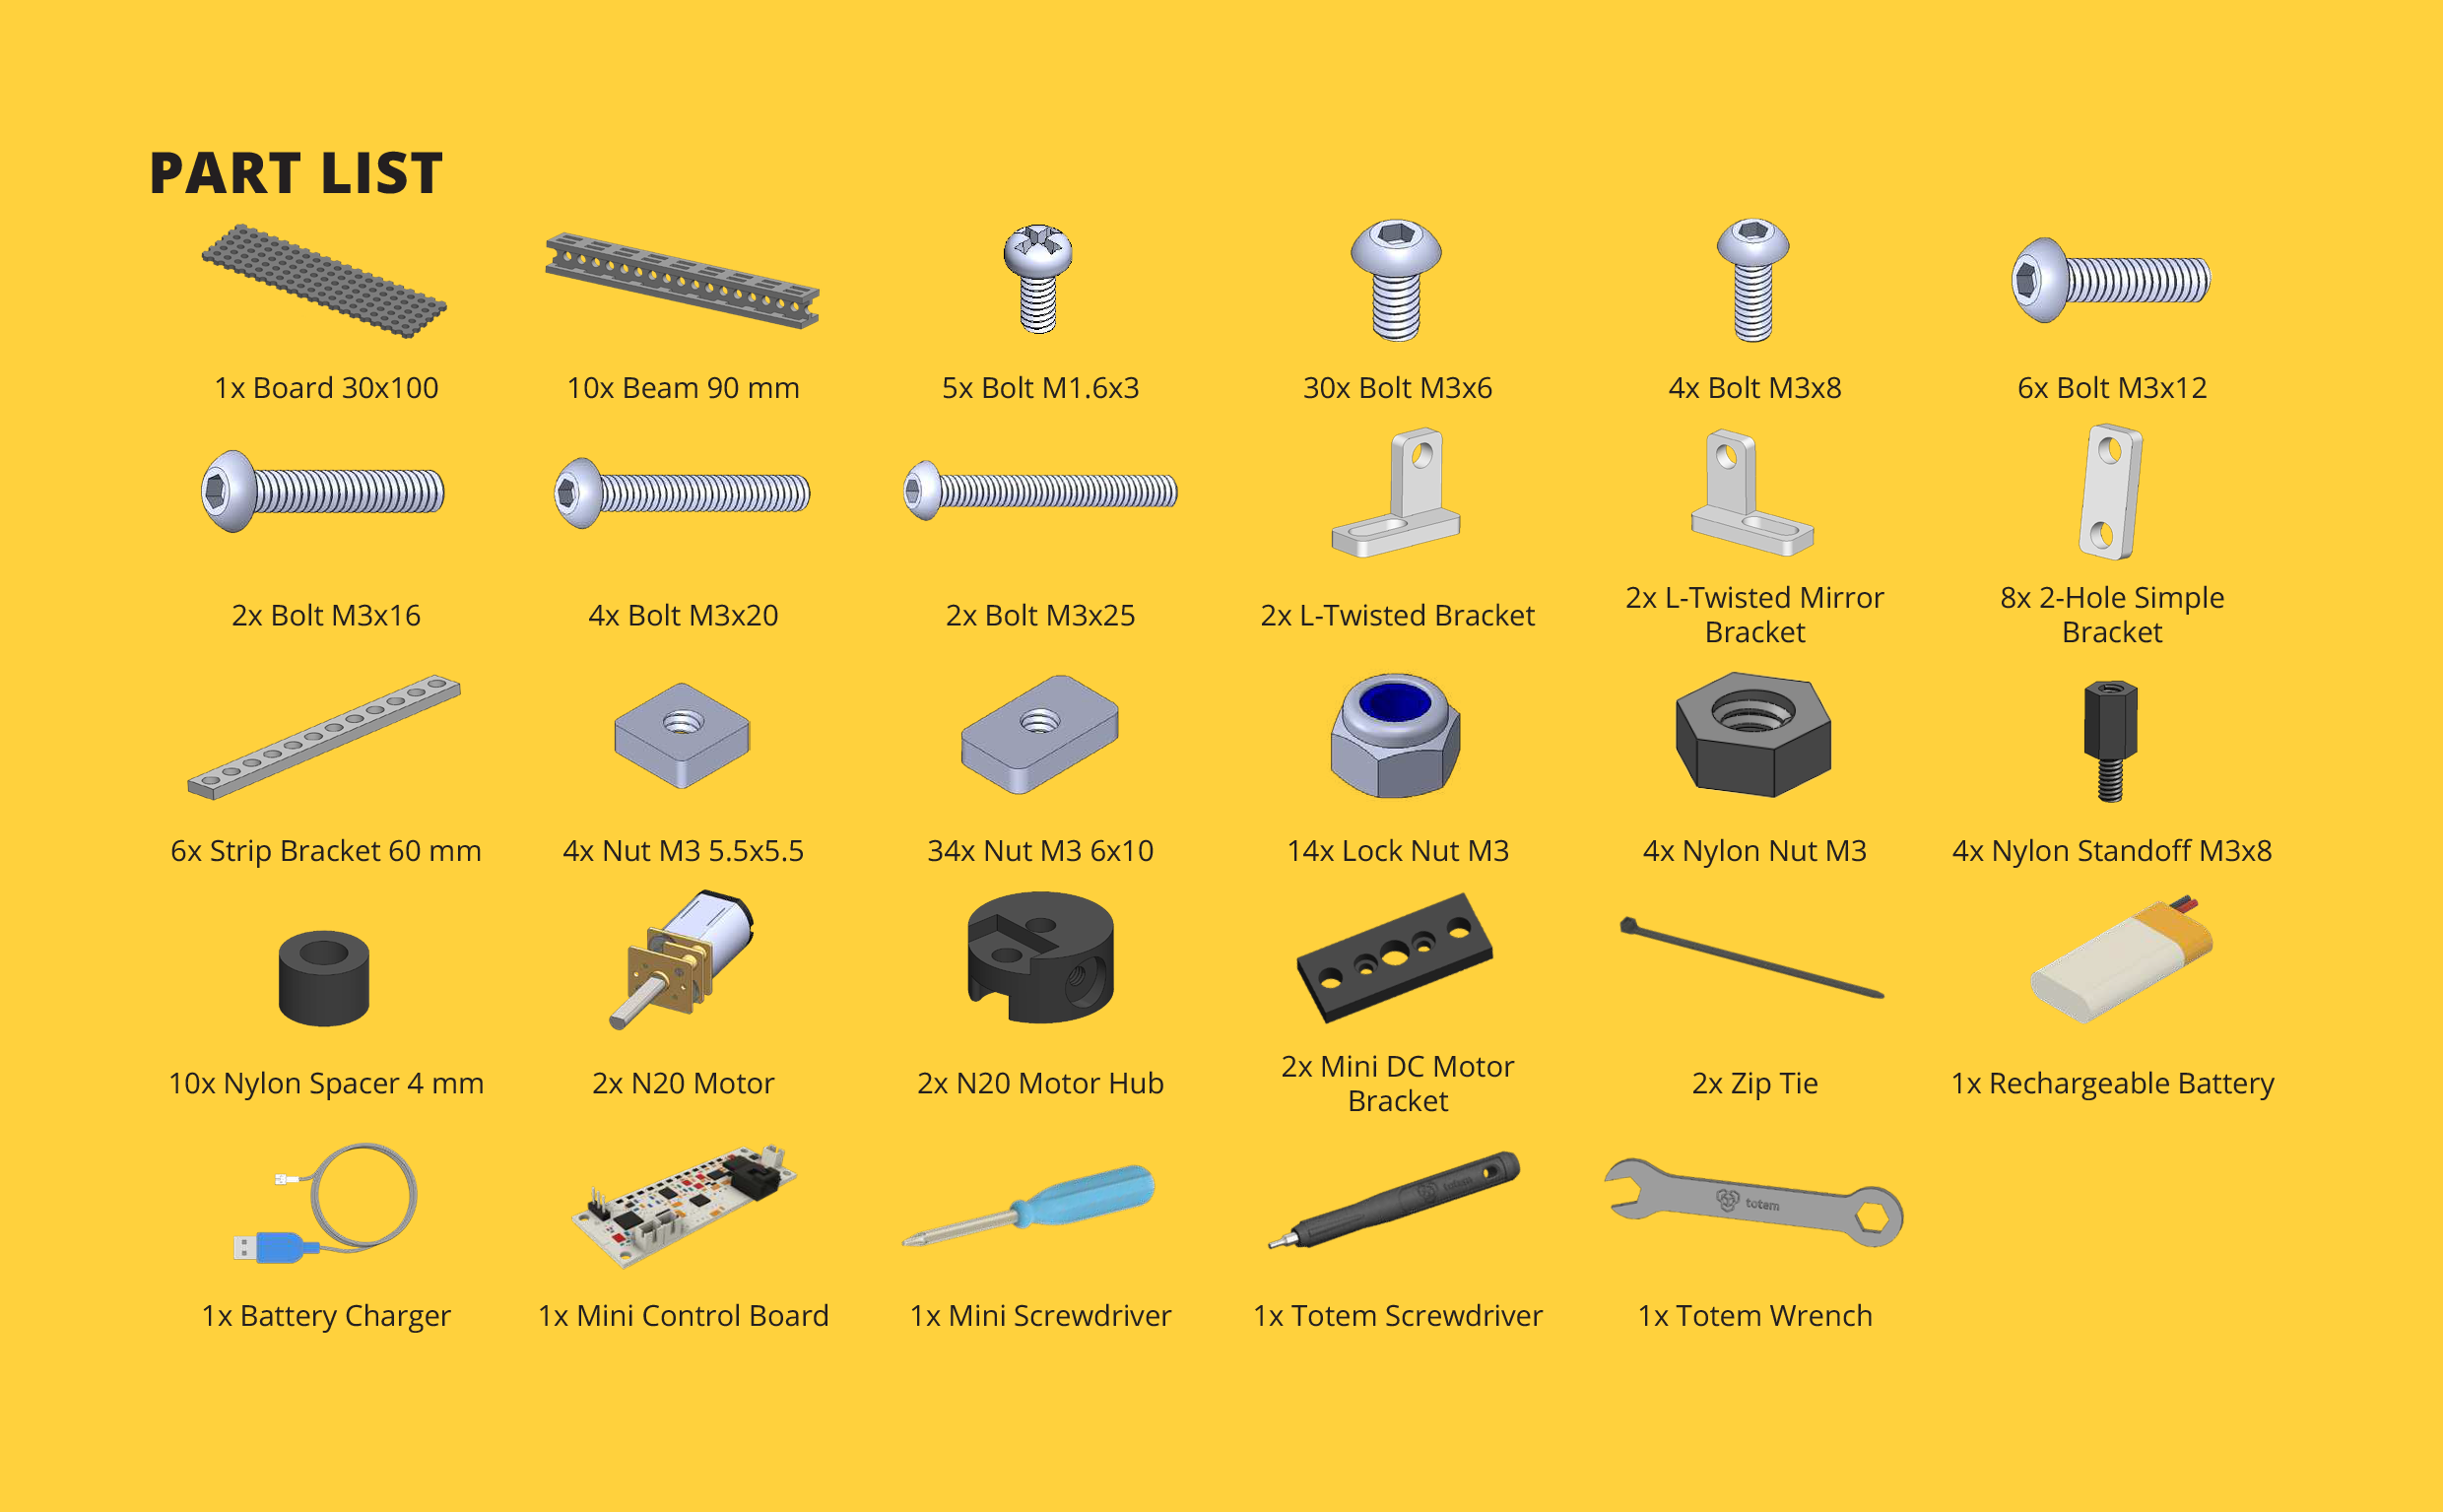 PART LIST
1x Board 30x100
10x Beam 90 mm
5x Bolt M1.6x3
30x Bolt M3x6
4x Bolt M3x8
6x Bolt M3x12
2x Bolt M3x16
4x Bolt M3x20
2x Bolt M3x25
2x L-Twisted Bracket
2x L-Twisted Mirror
Bracket
8x 2-Hole Simple
Bracket
6x Strip Bracket 60 mm
4x Nut M3 5.5x5.5
34x Nut M3 6x10
14x Lock Nut M3
4x Nylon Nut M3
4x Nylon Standoff M3x8
10x Nylon Spacer 4 mm
2x N20 Motor
2x N20 Motor Hub
2x Mini DC Motor
Bracket
2x Zip Tie
1x Rechargeable Battery
totem
totem
1x Battery Charger
1x Mini Control Board
1x Mini Screwdriver
1x Totem Screwdriver
1x Totem Wrench